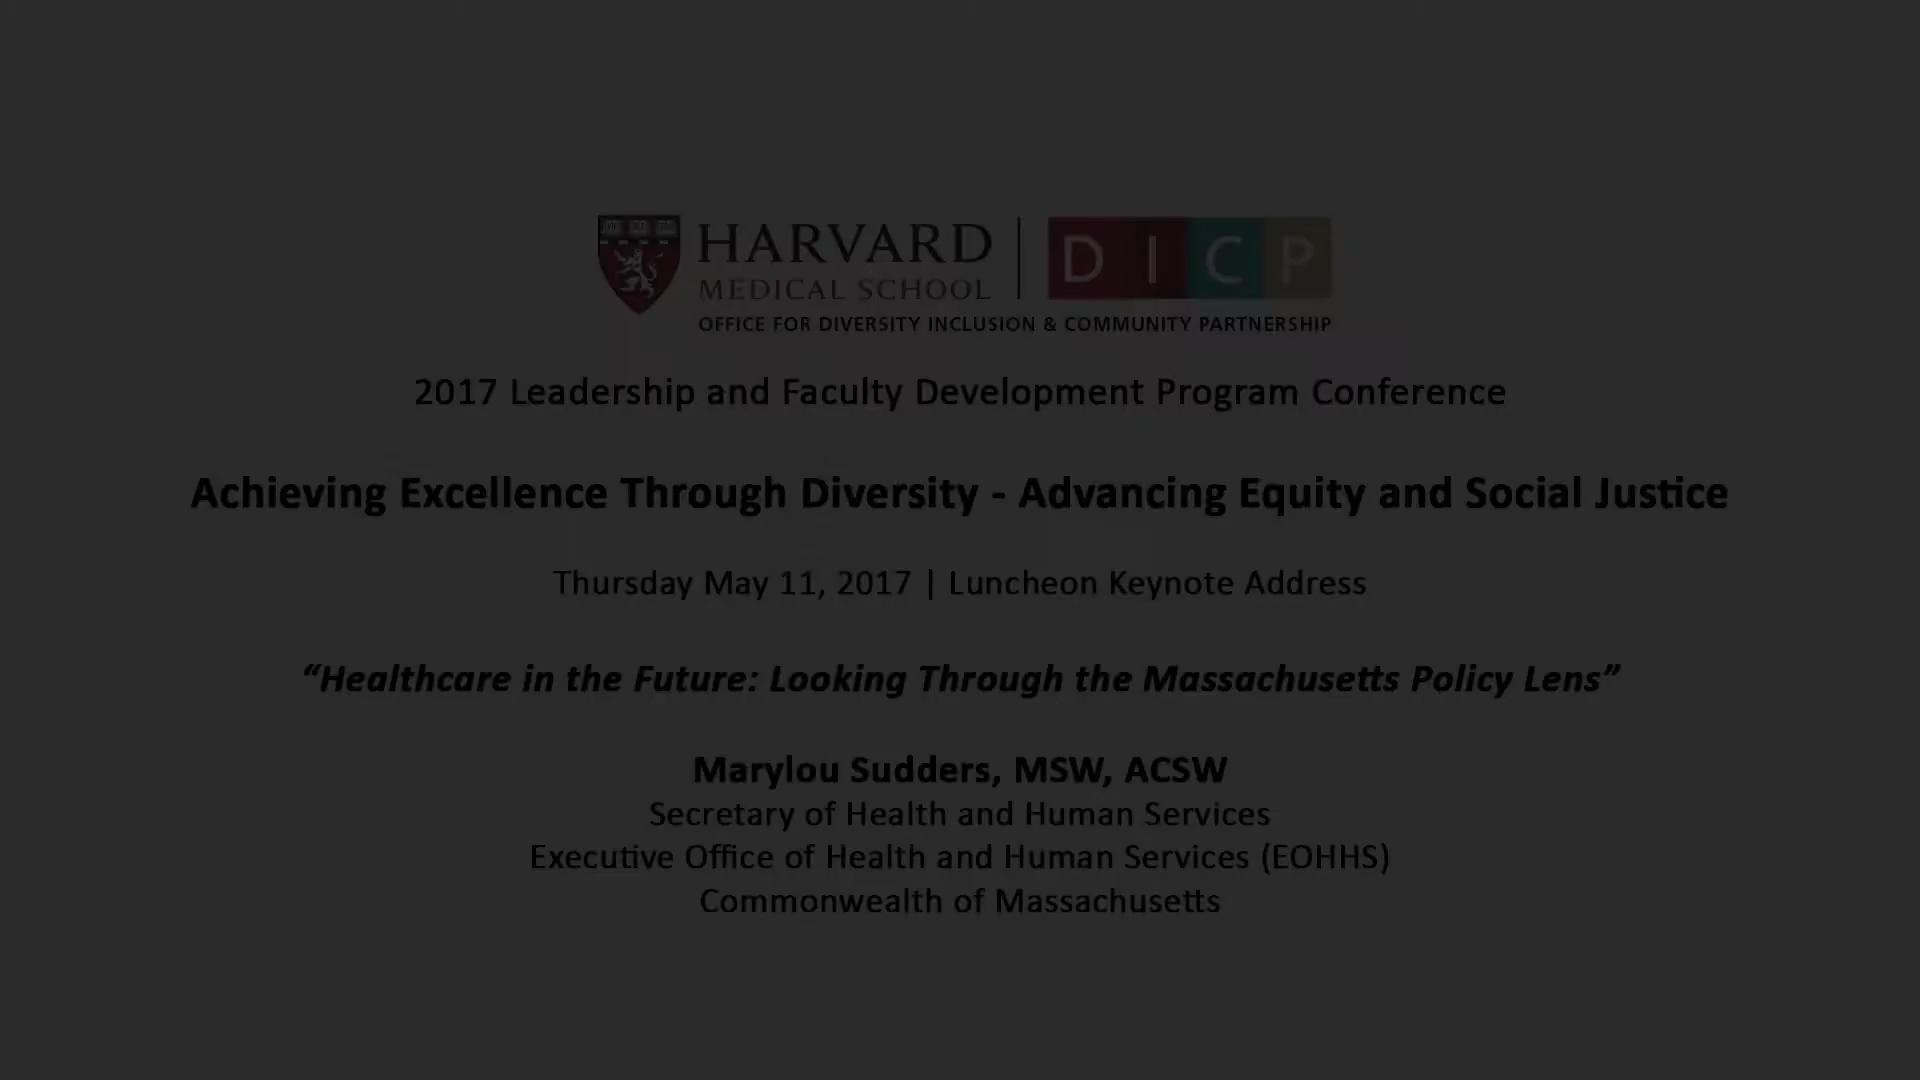 HARVARD
MEDICAL SCHOOL
DICP
OFFICE FOR DIVERSITY INCLUSION & COMMUNITY PARTNERSHIP
2017 Leadership and Faculty Development Program Conference
Achieving Excellence Through Diversity - Advancing Equity and Social Justice
Thursday May 11, 2017 | Luncheon Keynote Address
“Healthcare in the Future: Looking Through the Massachusetts Policy Lens”
Marylou Sudders, MSW, ACSW
Secretary of Health and Human Services
Executive Office of Health and Human Services (EOHHS)
Commonwealth of Massachusetts